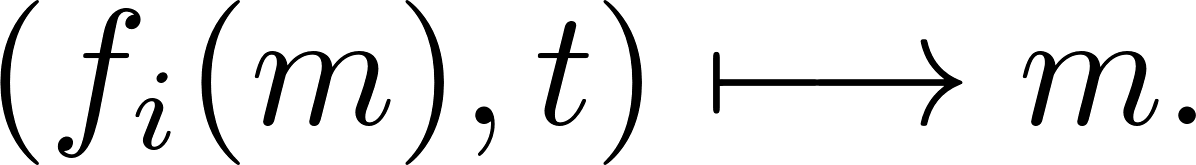 (f_i(m), t) ⟼ m.